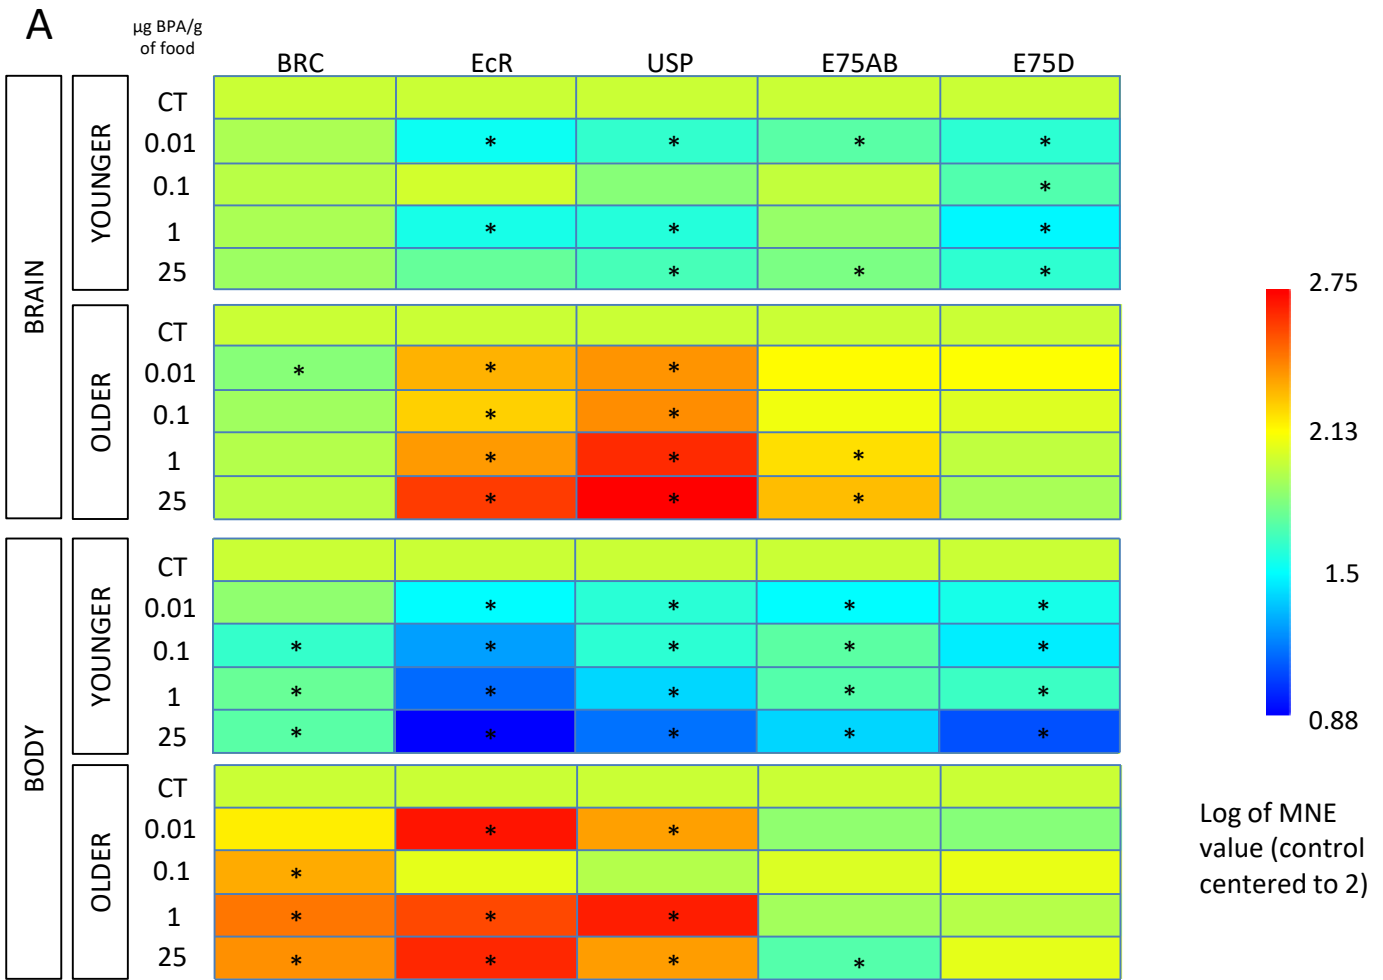 A
µg BPA/g
of food
BRC EcR USP E75AB E75D
BRAIN
YOUNGER
CT
0.01 * * * *
0.1 *
1 * * *
25 * * *
OLDER
CT
0.01 * * *
0.1 * *
1 * * *
25 * * *
BODY
YOUNGER
CT
0.01 * * * *
0.1 * * * * *
1 * * * * *
25 * * * * *
OLDER
CT
0.01 * *
0.1 *
1 * * *
25 * * * *
2.75
2.13
1.5
0.88
Log of MNE
value (control
centered to 2)